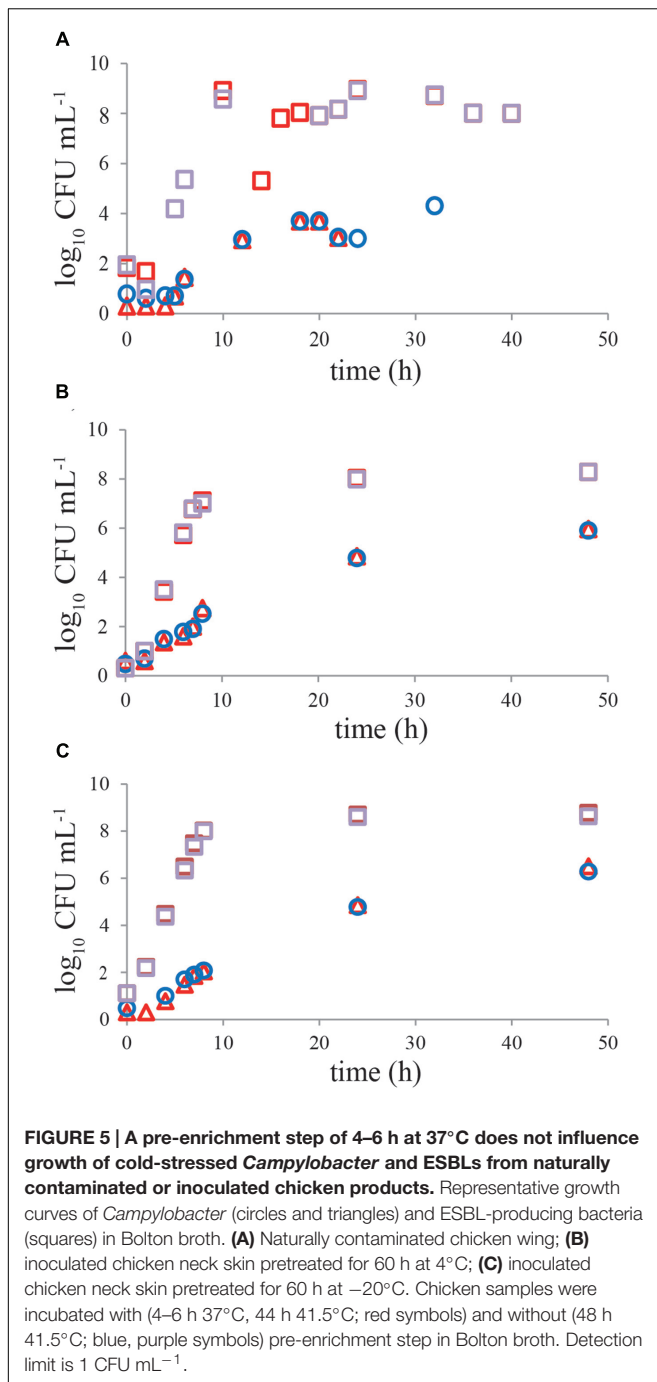 A
log₁₀ CFU mL⁻¹
10
8
6
4
2
0
0 10 20 30 40 50
time (h)
B
log₁₀ CFU mL⁻¹
10
8
6
4
2
0
0 10 20 30 40 50
time (h)
C
log₁₀ CFU mL⁻¹
10
8
6
4
2
0
0 10 20 30 40 50
time (h)
FIGURE 5 | A pre-enrichment step of 4–6 h at 37°C does not influence
growth of cold-stressed Campylobacter and ESBLs from naturally
contaminated or inoculated chicken products. Representative growth
curves of Campylobacter (circles and triangles) and ESBL-producing bacteria
(squares) in Bolton broth. (A) Naturally contaminated chicken wing; (B)
inoculated chicken neck skin pretreated for 60 h at 4°C; (C) inoculated
chicken neck skin pretreated for 60 h at −20°C. Chicken samples were
incubated with (4–6 h 37°C, 44 h 41.5°C; red symbols) and without (48 h
41.5°C; blue, purple symbols) pre-enrichment step in Bolton broth. Detection
limit is 1 CFU mL⁻¹.